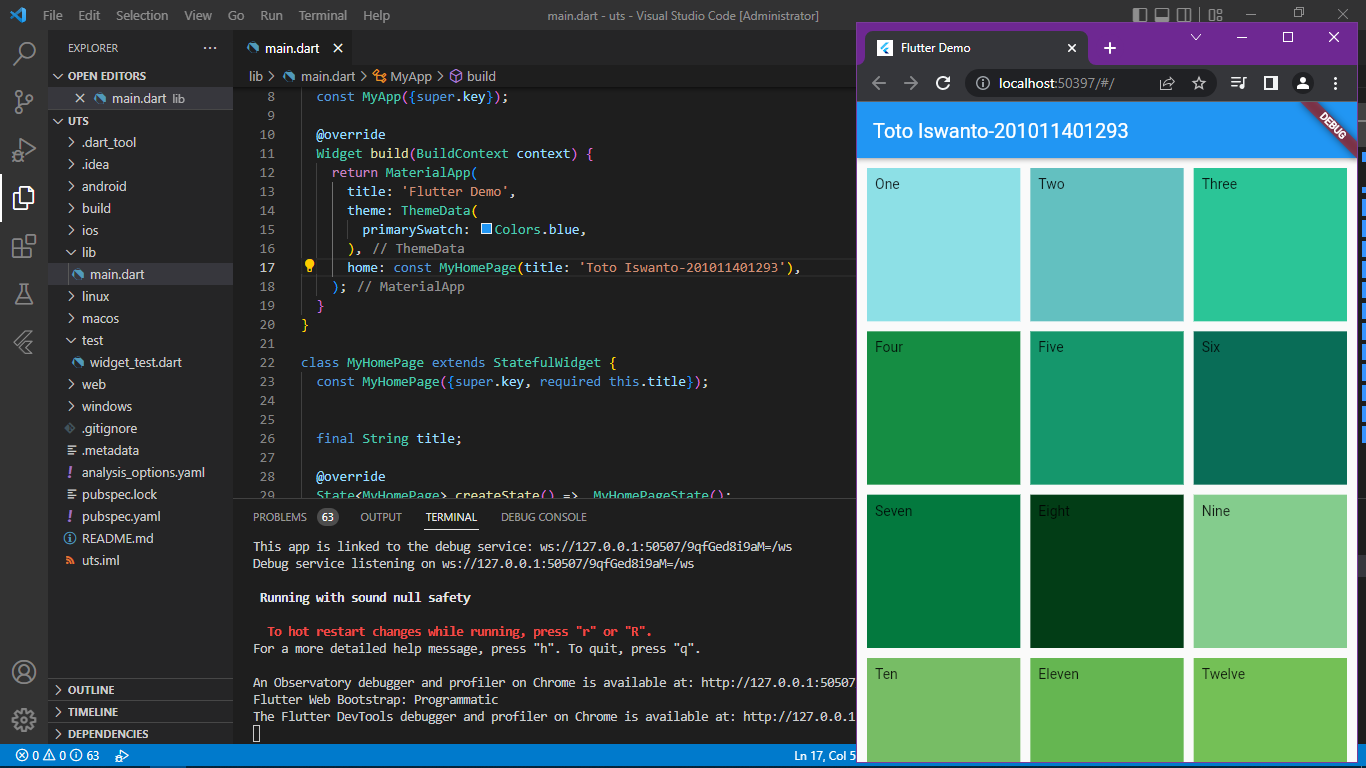 File Edit Selection View Go Run Terminal Help
main.dart - uts - Visual Studio Code [Administrator]
EXPLORER
OPEN EDITORS
main.dart lib
UTS
.dart_tool
.idea
android
build
ios
lib
main.dart
linux
macos
test
widget_test.dart
web
windows
.gitignore
.metadata
analysis_options.yaml
pubspec.lock
pubspec.yaml
README.md
uts.iml
OUTLINE
TIMELINE
DEPENDENCIES
main.dart
lib > main.dart > MyApp > build
8 const MyApp({super.key});
9
10 @override
11 Widget build(BuildContext context) {
12 return MaterialApp(
13 title: 'Flutter Demo',
14 theme: ThemeData(
15 primarySwatch: Colors.blue,
16 ), // ThemeData
17 home: const MyHomePage(title: 'Toto Iswanto-201011401293'),
18 ); // MaterialApp
19 }
20 }
21
22 class MyHomePage extends StatefulWidget {
23 const MyHomePage({super.key, required this.title});
24
25
26 final String title;
27
28 @override
29 State<MyHomePage> createState() => _MyHomePageState();
PROBLEMS 63 OUTPUT TERMINAL DEBUG CONSOLE
This app is linked to the debug service: ws://127.0.0.1:50507/9qfGed8i9aM=/ws
Debug service listening on ws://127.0.0.1:50507/9qfGed8i9aM=/ws
Running with sound null safety
To hot restart changes while running, press "r" or "R".
For a more detailed help message, press "h". To quit, press "q".
An Observatory debugger and profiler on Chrome is available at: http://127.0.0.1:50507
Flutter Web Bootstrap: Programmatic
The Flutter DevTools debugger and profiler on Chrome is available at: http://127.0.0.1
0 0 63
Ln 17, Col 5
Flutter Demo
localhost:50397/#/
Toto Iswanto-201011401293
DEBUG
One Two Three
Four Five Six
Seven Eight Nine
Ten Eleven Twelve